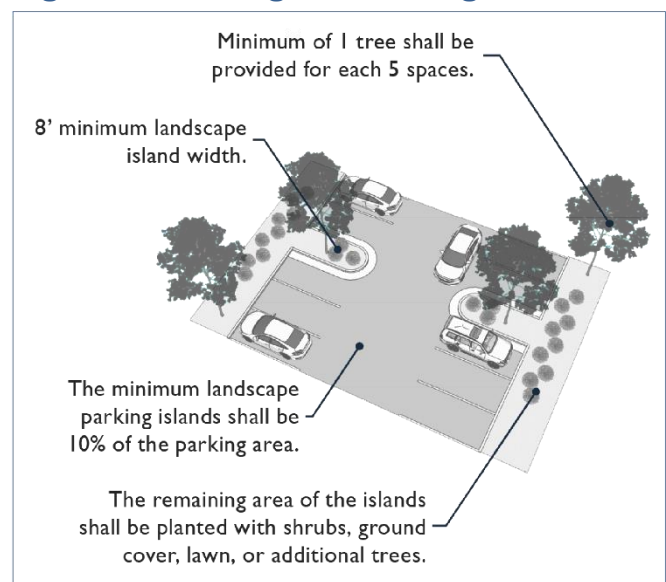 Minimum of 1 tree shall be
provided for each 5 spaces.
8’ minimum landscape
island width.
The minimum landscape
parking islands shall be
10% of the parking area.
The remaining area of the islands
shall be planted with shrubs, ground
cover, lawn, or additional trees.